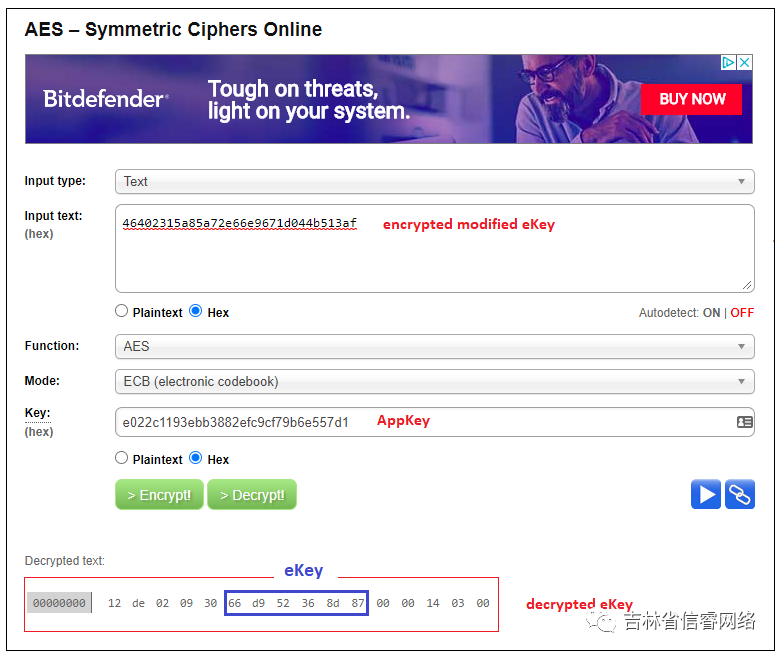 AES – Symmetric Ciphers Online
Bitdefender®
Tough on threats,
light on your system.
BUY NOW
Input type:
Text
Input text:
(hex)
46402315a85a72e66e9671d044b513af
encrypted modified eKey
Plaintext Hex
Autodetect: ON | OFF
Function:
AES
Mode:
ECB (electronic codebook)
Key:
(hex)
e022c1193ebb3882efc9cf79b6e557d1
AppKey
Plaintext Hex
> Encrypt! > Decrypt!
Decrypted text:
eKey
00000000 12 de 02 09 30 66 d9 52 36 8d 87 00 00 14 03 00
decrypted eKey
吉林省信睿网络